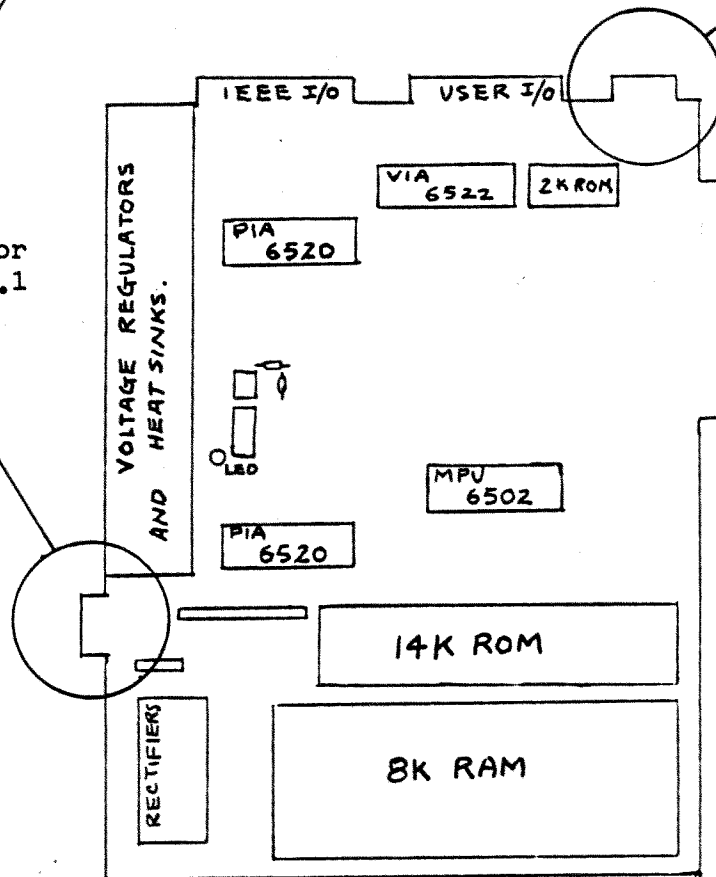 IEEE I/O
USER I/O
VIA
6522
2K ROM
PIA
6520
or
.1
VOLTAGE REGULATORS
AND HEAT SINKS.
LED
MPU
6502
PIA
6520
14K ROM
RECTIFIERS
8K RAM